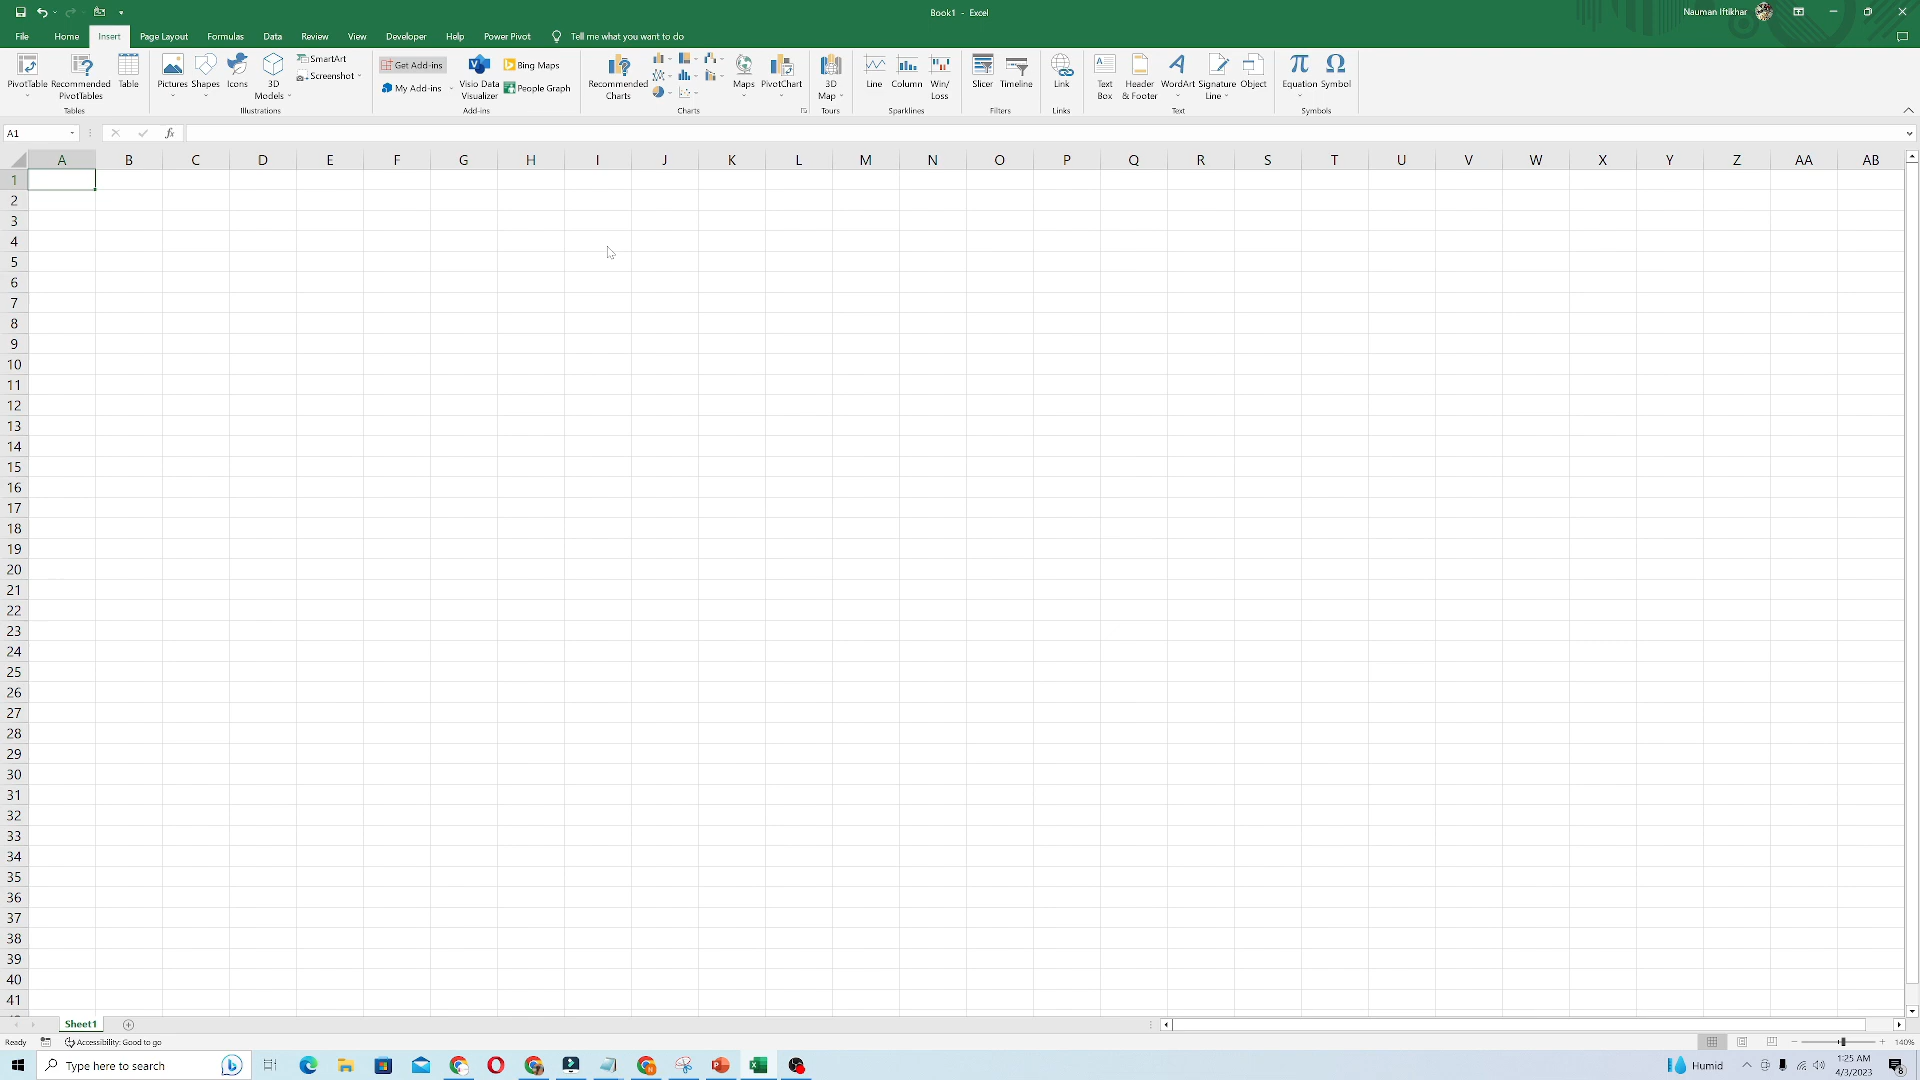 Book1 - Excel
Nauman Iftikhar
File Home Insert Page Layout Formulas Data Review View Developer Help Power Pivot Tell me what you want to do
PivotTable
Recommended
PivotTables
Table
Tables
Pictures
Shapes
Icons
3D
Models
SmartArt
Screenshot
Illustrations
Get Add-ins
My Add-ins
Visio Data
Visualizer
Bing Maps
People Graph
Add-ins
Recommended
Charts
Maps
PivotChart
Charts
3D
Map
Tours
Line
Column
Win/
Loss
Sparklines
Slicer
Timeline
Filters
Link
Links
Text
Box
Header
& Footer
WordArt
Signature
Line
Object
Text
Equation
Symbol
Symbols
A1
fx
A B C D E F G H I J K L M N O P Q R S T U V W X Y Z AA AB
1
2
3
4
5
6
7
8
9
10
11
12
13
14
15
16
17
18
19
20
21
22
23
24
25
26
27
28
29
30
31
32
33
34
35
36
37
38
39
40
41
Sheet1
Ready
Accessibility: Good to go
140%
Type here to search
Humid
1:25 AM
4/3/2023
8